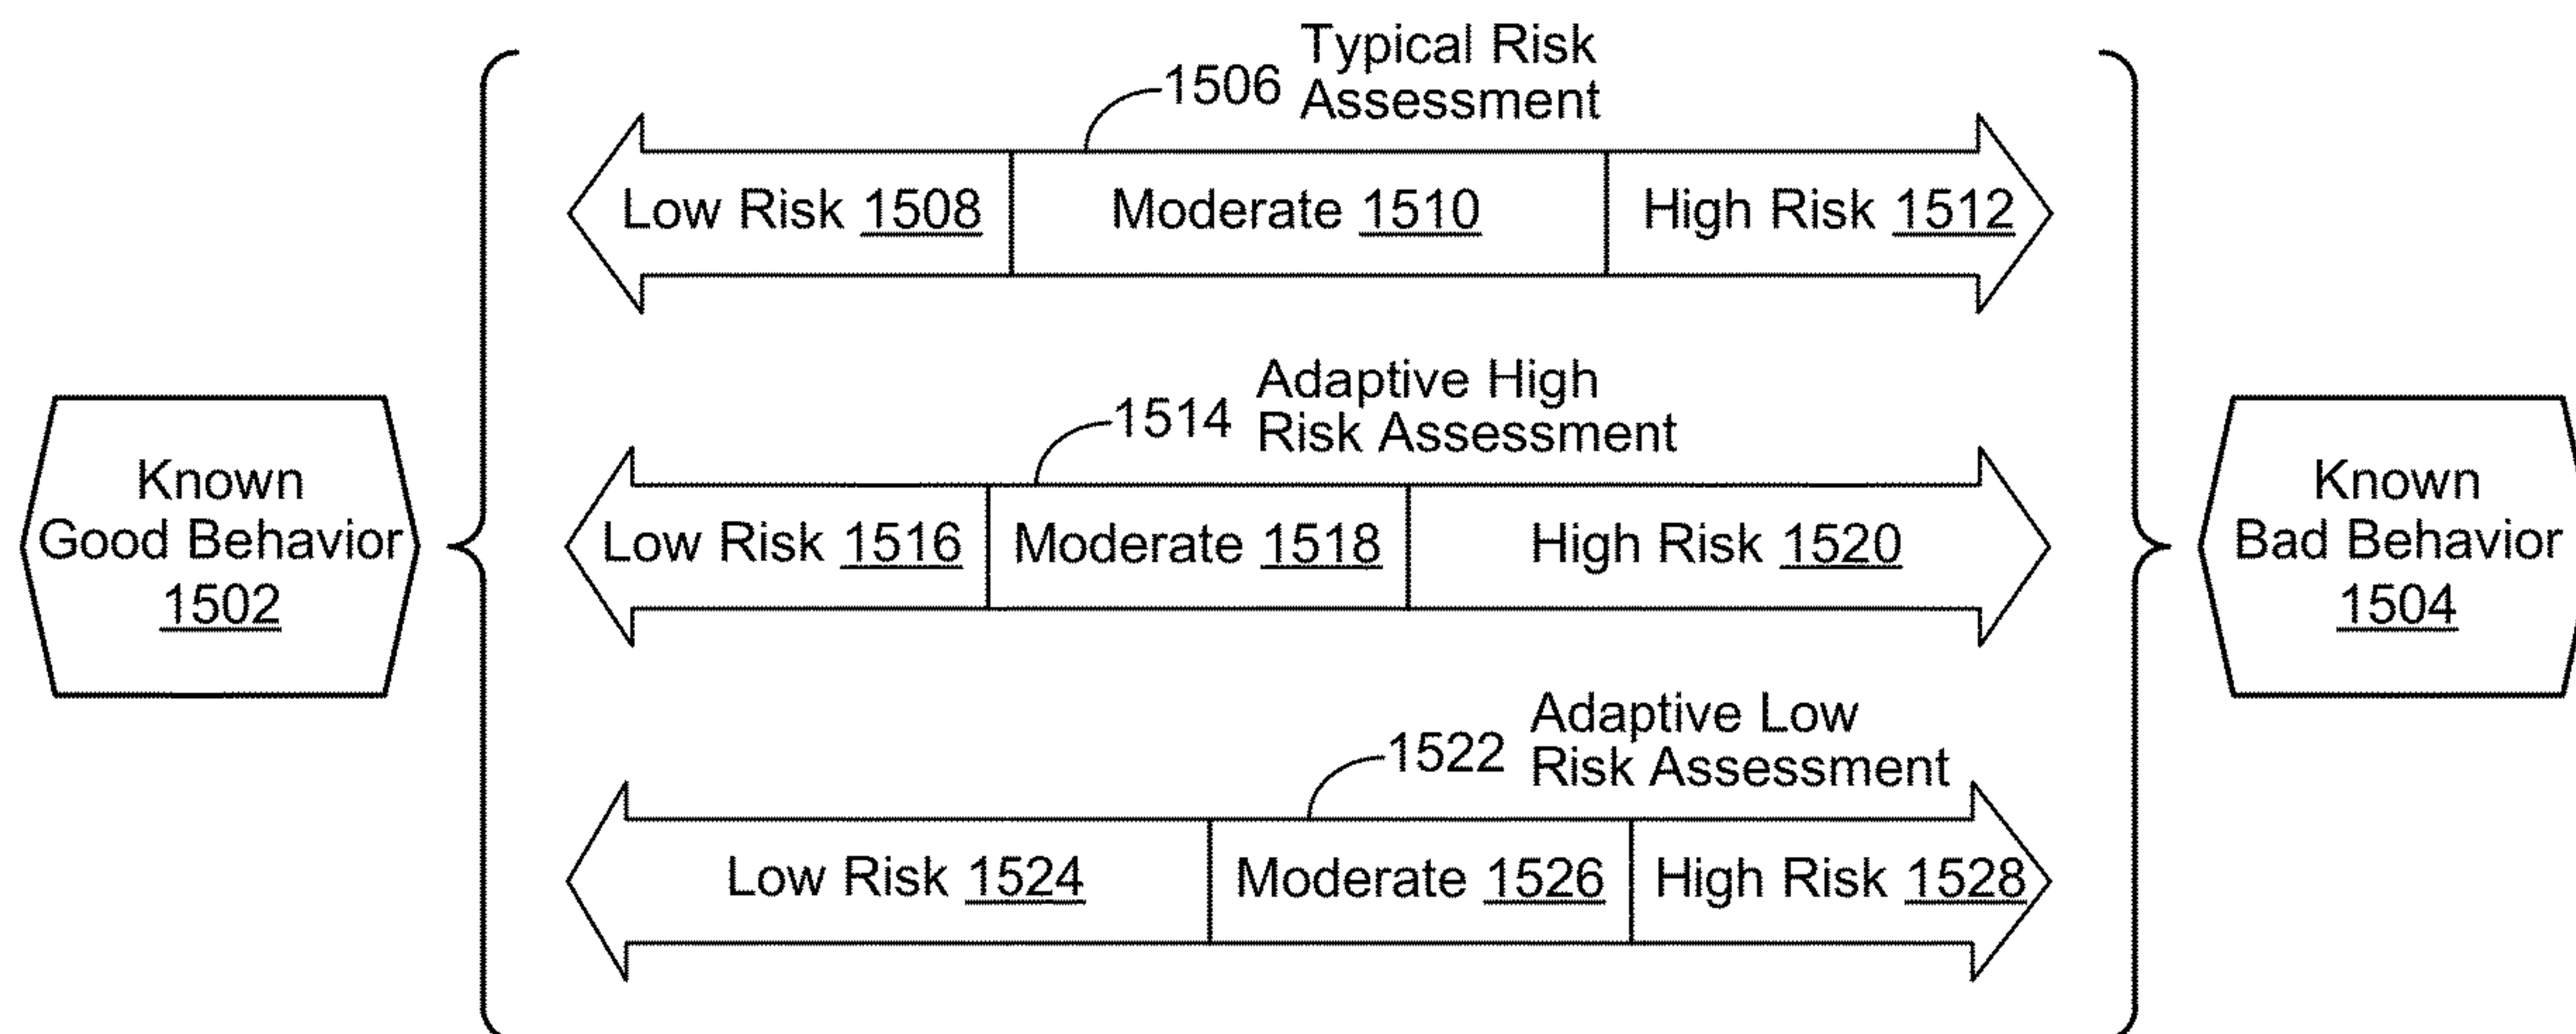 1506 Typical Risk
Assessment
Low Risk 1508 Moderate 1510 High Risk 1512
1514 Adaptive High
Risk Assessment
Known
Good Behavior
1502
Low Risk 1516 Moderate 1518 High Risk 1520
Known
Bad Behavior
1504
1522 Adaptive Low
Risk Assessment
Low Risk 1524 Moderate 1526 High Risk 1528